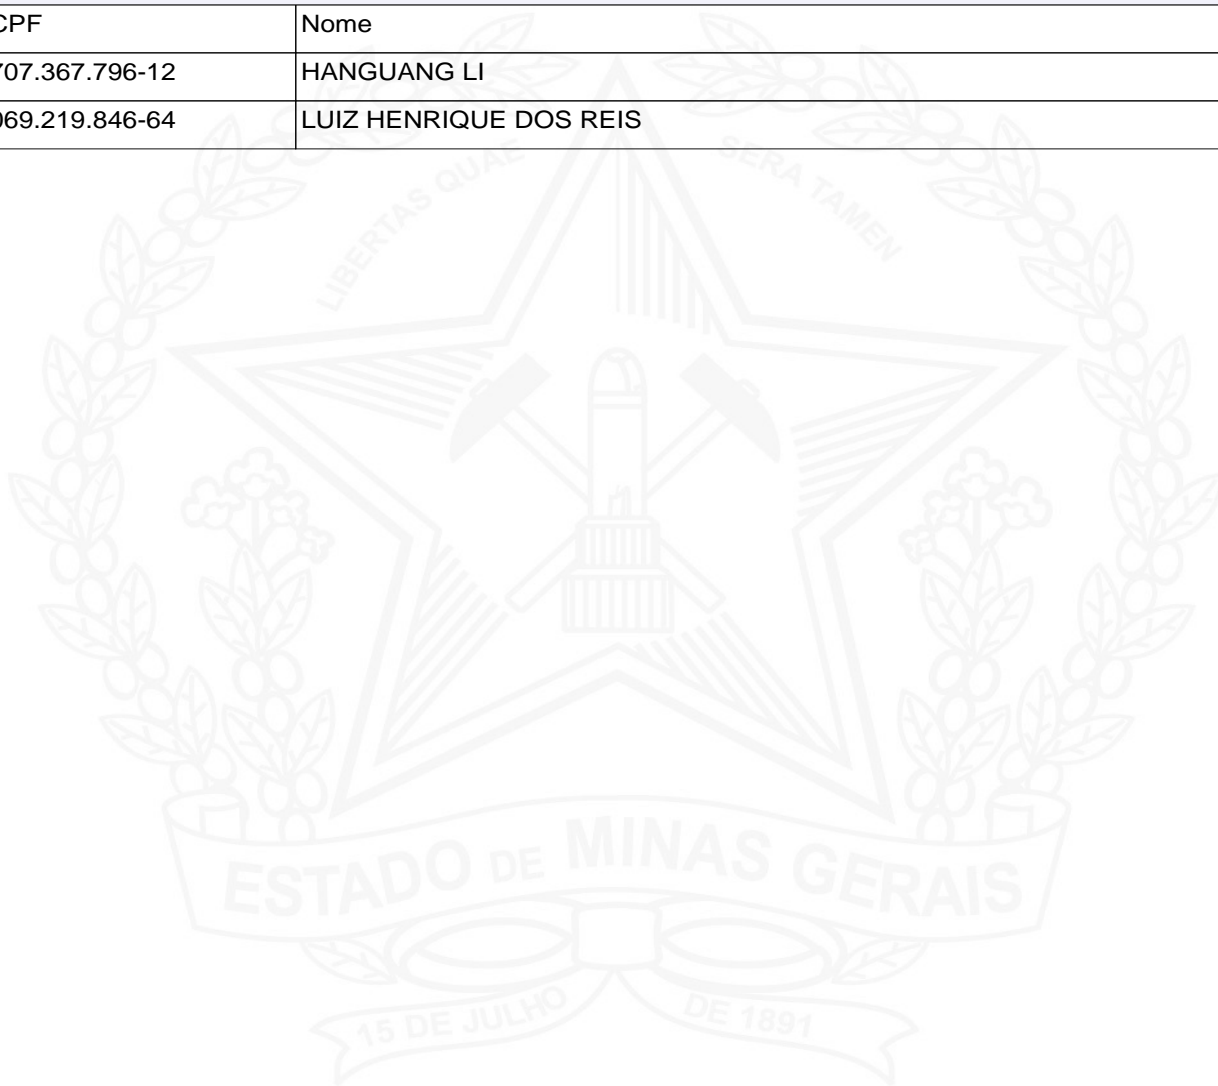 CPF Nome
707.367.796-12 HANGUANG LI
069.219.846-64 LUIZ HENRIQUE DOS REIS
LIBERTAS QUAE SERA TAMEN
ESTADO DE MINAS GERAIS
15 DE JULHO DE 1891